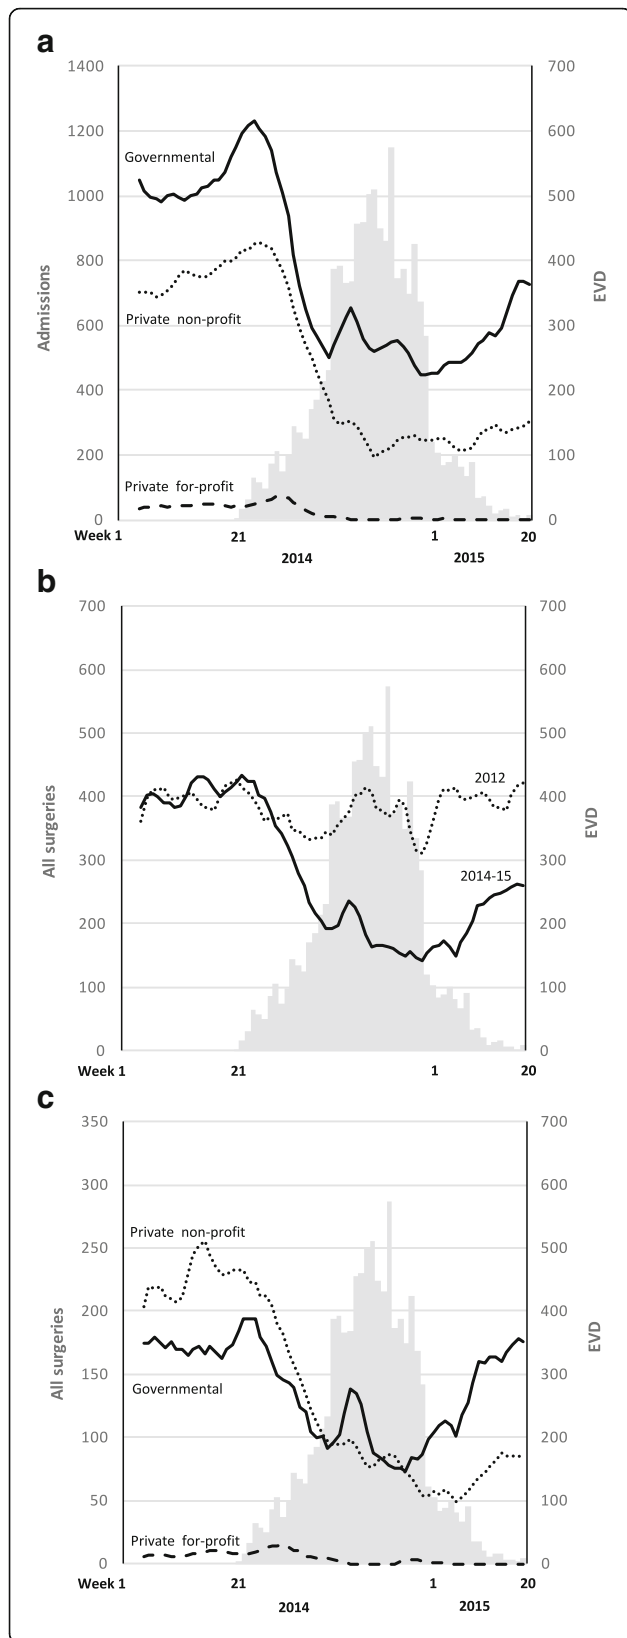 a
1400 700
1200 600
Governmental
1000 500
800 400
Private non-profit
600 300
400 200
200 100
Private for-profit
0 0
Admissions
EVD
Week 1 21 1 20
2014 2015
b
700 700
600 600
500 500
2012
400 400
300 300
2014-15
200 200
100 100
0 0
All surgeries
EVD
Week 1 21 1 20
c
350 700
300 600
Private non-profit
250 500
200 400
150 300
Governmental
100 200
50 100
Private for-profit
0 0
All surgeries
EVD
Week 1 21 1 20
2014 2015